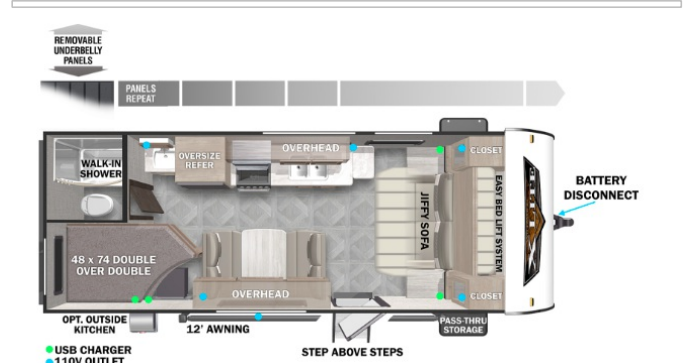 REMOVABLE
UNDERBELLY
PANELS
PANELS
REPEAT
WALK-IN
SHOWER
OVERSIZE
REFER
OVERHEAD
CLOSET
JIFFY SOFA
EASY BED LIFT SYSTEM
BATTERY
DISCONNECT
48 x 74 DOUBLE
OVER DOUBLE
OVERHEAD
CLOSET
OPT. OUTSIDE
KITCHEN
12' AWNING
PASS-THRU
STORAGE
STEP ABOVE STEPS
USB CHARGER
110V OUTLET